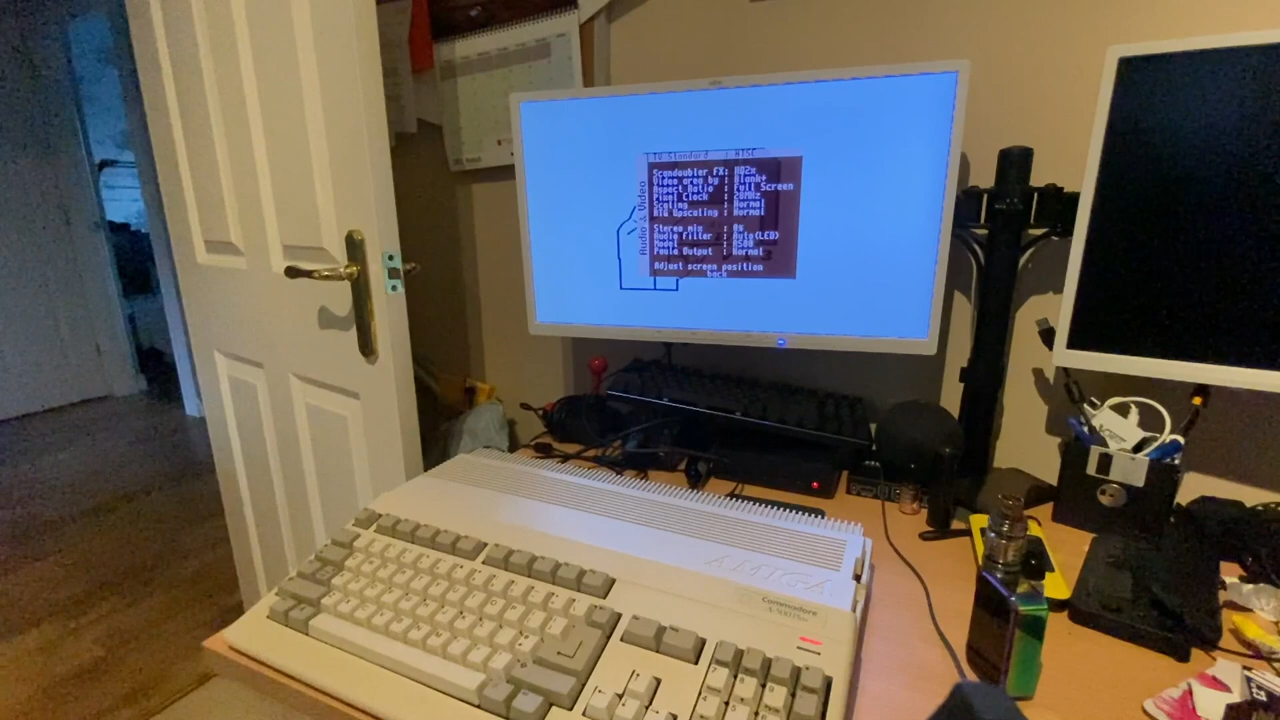 TV Standard : NTSC
Scandoubler FX: HQ2x
Video area by : Blank+
Aspect Ratio : Full Screen
Pixel Clock : 28MHz
Scaling : Normal
RTG Upscaling : Normal
Stereo mix : 0%
Audio Filter : Auto(LED)
Model : A500
Paula Output : Normal
Adjust screen position
back
Audio & Video
AMIGA
Commodore
A500 Plus